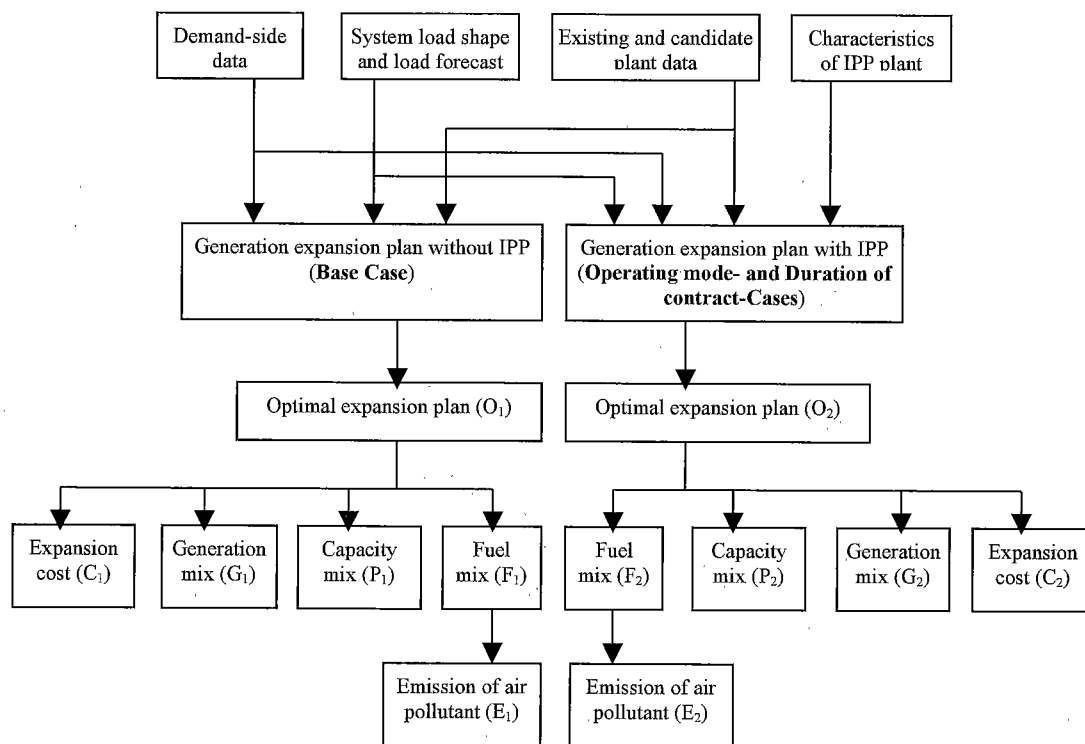 Demand-side
data
System load shape
and load forecast
Existing and candidate
plant data
Characteristics
of IPP plant
Generation expansion plan without IPP
(Base Case)
Generation expansion plan with IPP
(Operating mode- and Duration of
contract-Cases)
Optimal expansion plan (O₁)
Optimal expansion plan (O₂)
Expansion
cost (C₁)
Generation
mix (G₁)
Capacity
mix (P₁)
Fuel
mix (F₁)
Fuel
mix (F₂)
Capacity
mix (P₂)
Generation
mix (G₂)
Expansion
cost (C₂)
Emission of air
pollutant (E₁)
Emission of air
pollutant (E₂)